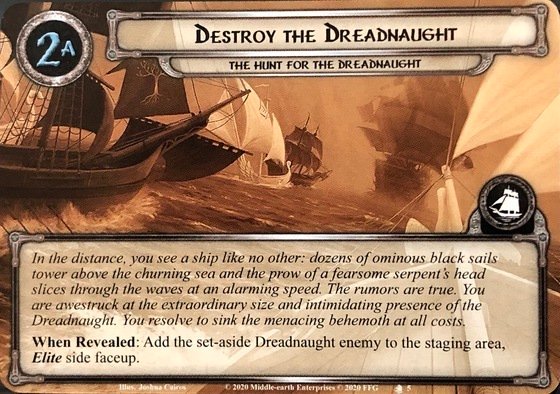 2A
DESTROY THE DREADNAUGHT
THE HUNT FOR THE DREADNAUGHT
In the distance, you see a ship like no other: dozens of ominous black sails
tower above the churning sea and the prow of a fearsome serpent's head
slices through the waves at an alarming speed. The rumors are true. You
are awestruck at the extraordinary size and intimidating presence of the
Dreadnaught. You resolve to sink the menacing behemoth at all costs.
When Revealed: Add the set-aside Dreadnaught enemy to the staging area,
Elite side faceup.
Illus. Joshua Cairos © 2020 Middle-earth Enterprises © 2020 FFG 5